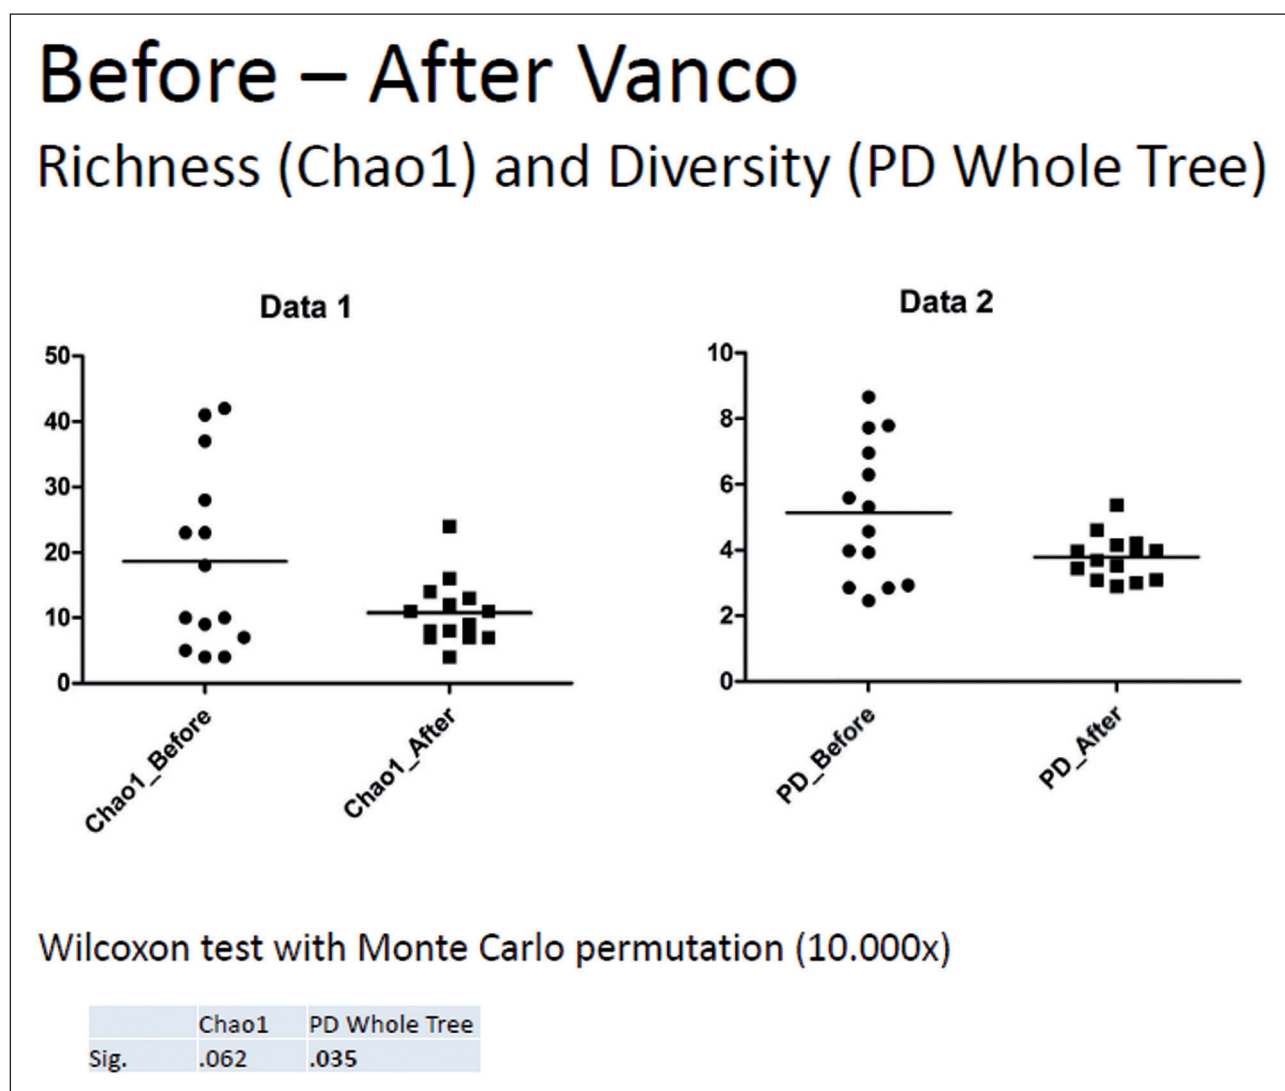 Before – After Vanco
Richness (Chao1) and Diversity (PD Whole Tree)
Data 1
50
40
30
20
10
0
Chao1_Before
Chao1_After
Data 2
10
8
6
4
2
0
PD_Before
PD_After
Wilcoxon test with Monte Carlo permutation (10.000x)
Chao1 PD Whole Tree
Sig. .062 .035